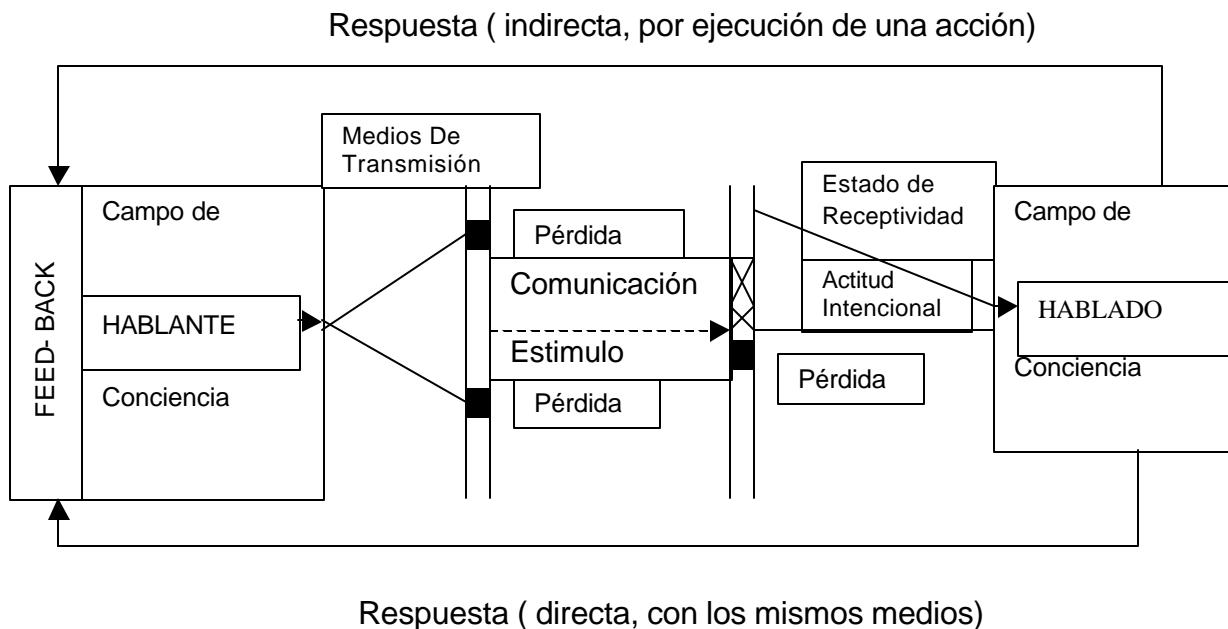 Respuesta ( indirecta, por ejecución de una acción)
Medios De
Transmisión
FEED- BACK
Campo de
HABLANTE
Conciencia
Pérdida
Comunicación
Estimulo
Pérdida
Estado de
Receptividad
Actitud
Intencional
Pérdida
Campo de
HABLADO
Conciencia
Respuesta ( directa, con los mismos medios)